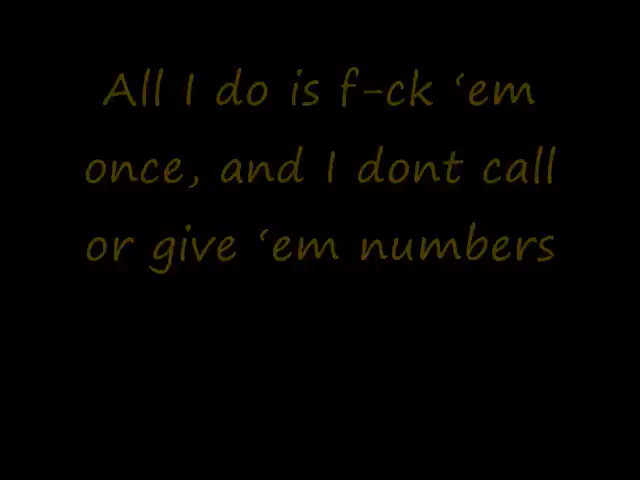 All I do is f-ck ‘em
once, and I dont call
or give ‘em numbers